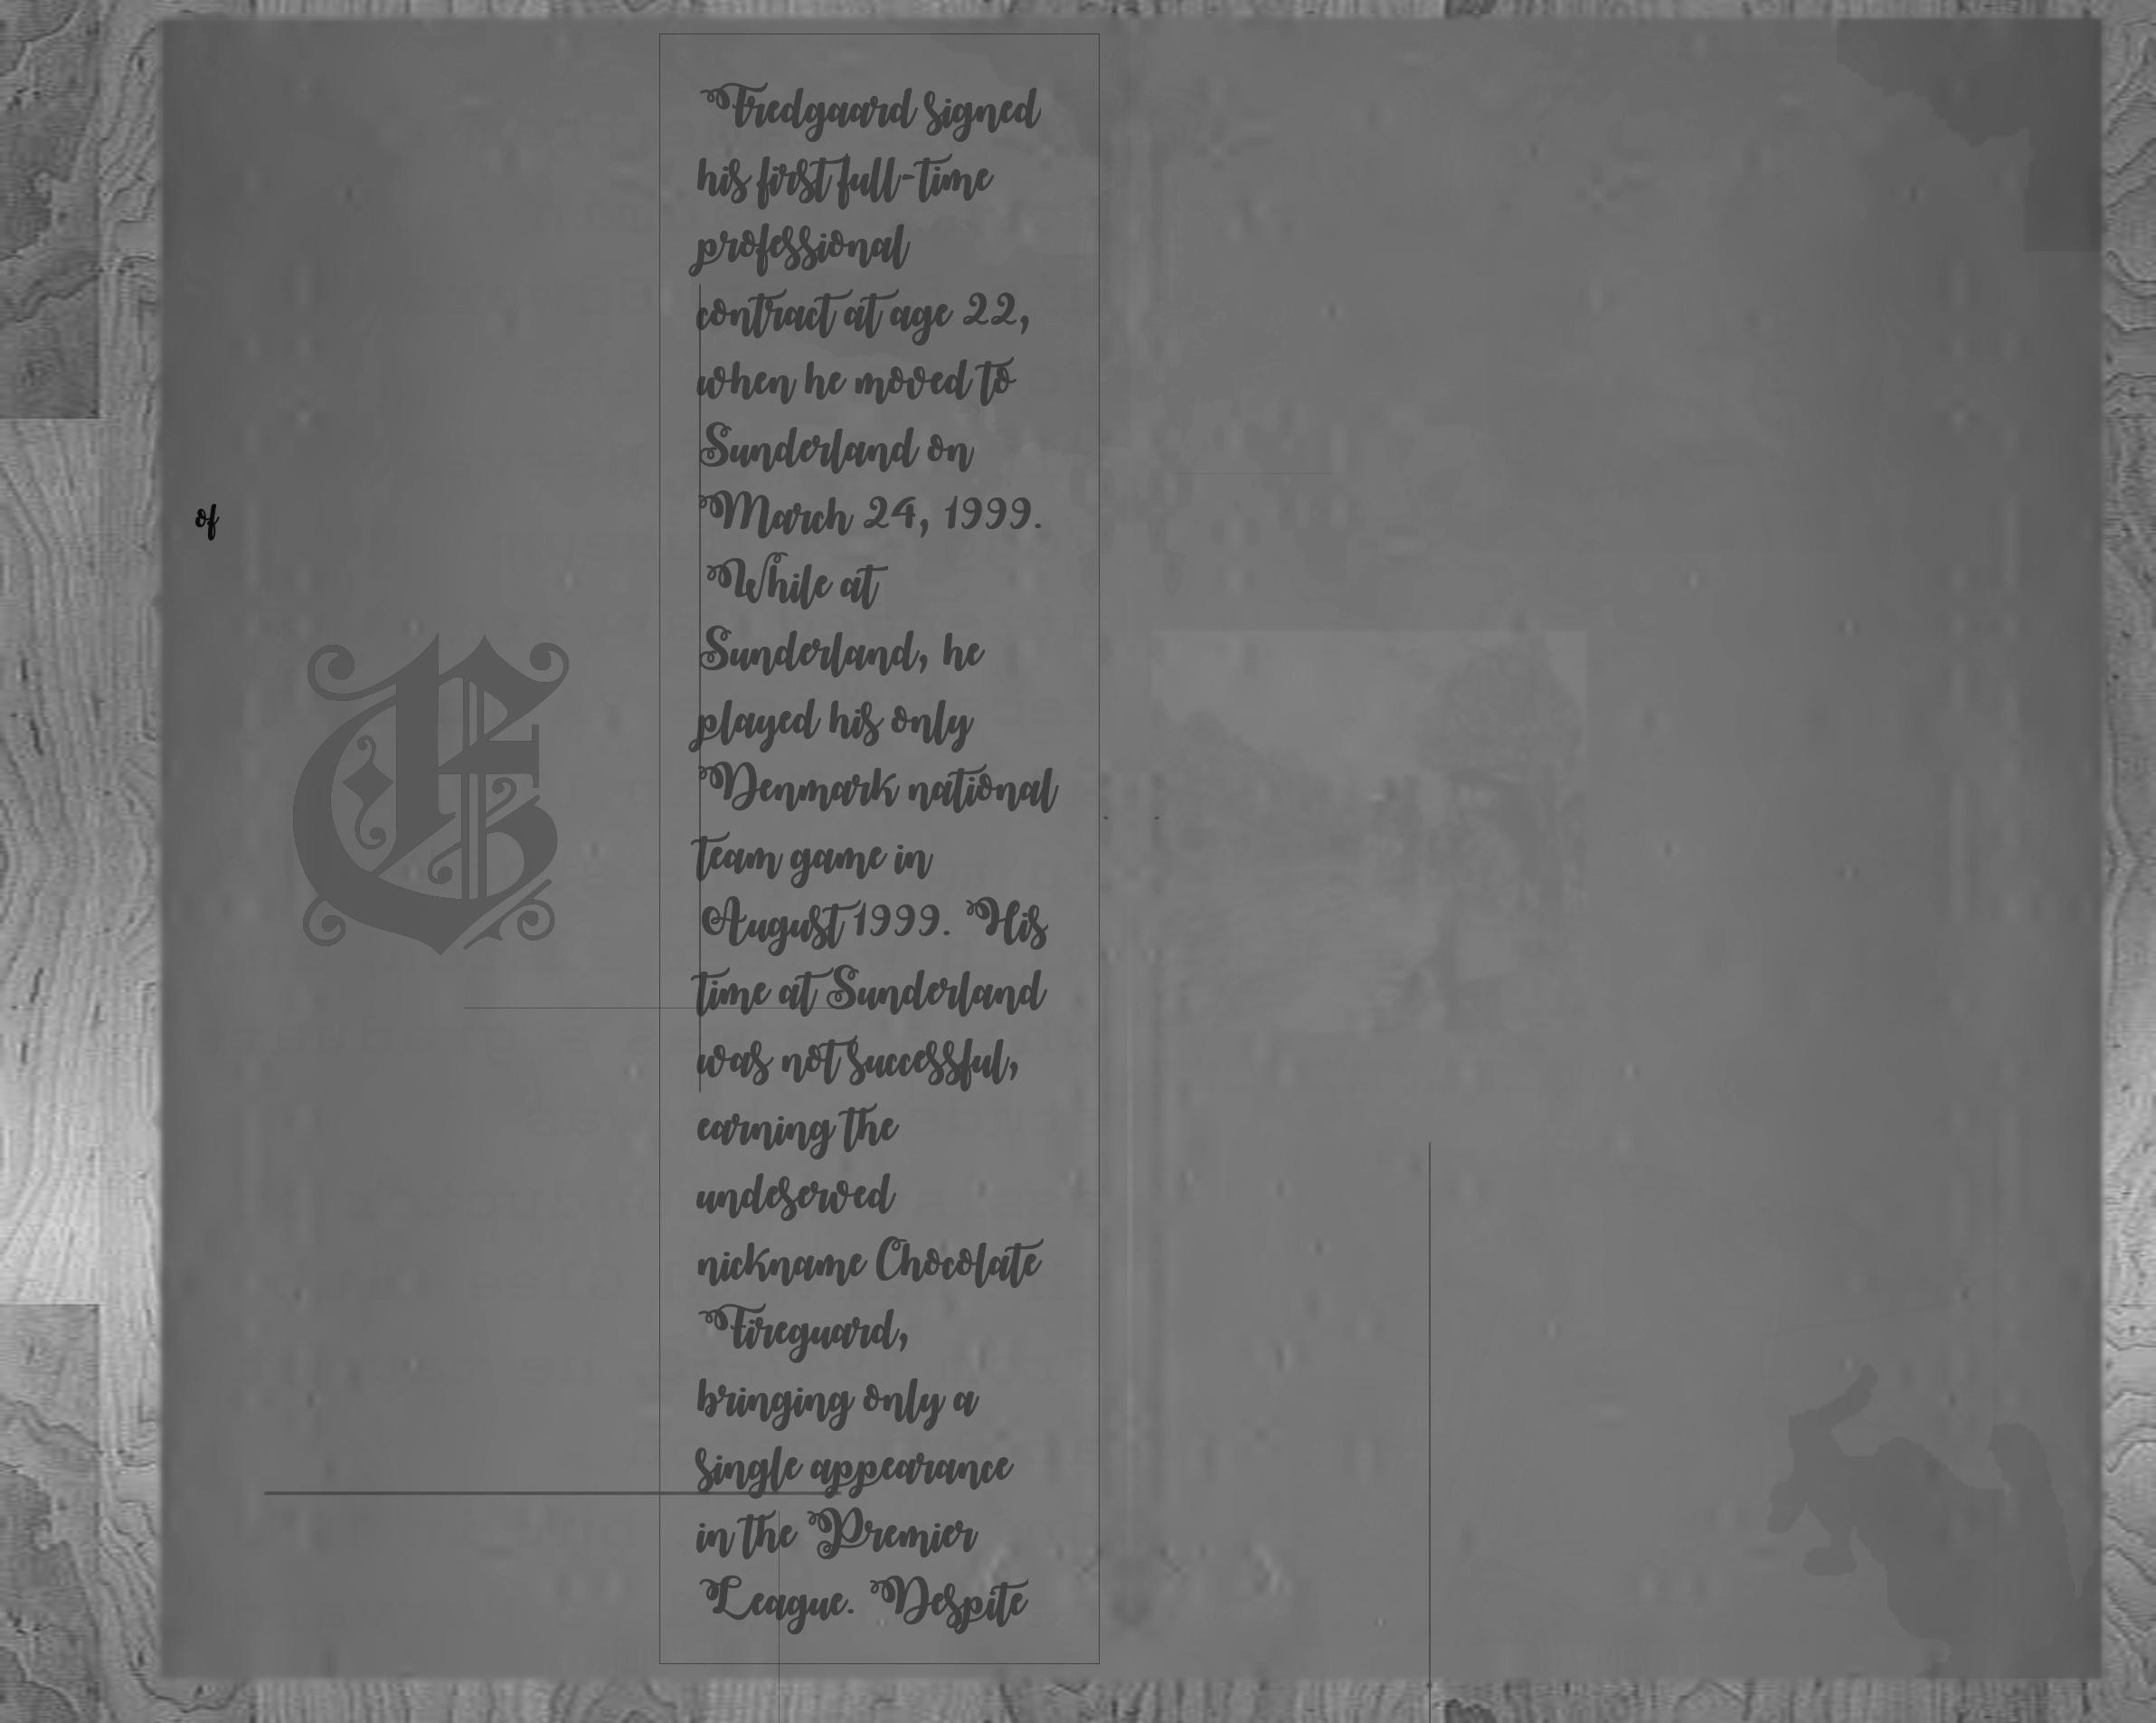 Fredgaard signed
his first full-time
professional
contract at age 22,
when he moved to
Sunderland on
March 24, 1999.
While at
Sunderland, he
played his only
Denmark national
team game in
August 1999. His
time at Sunderland
was not successful,
earning the
undeserved
nickname Chocolate
Fireguard,
bringing only a
single appearance
in the Premier
League. Despite
of
E